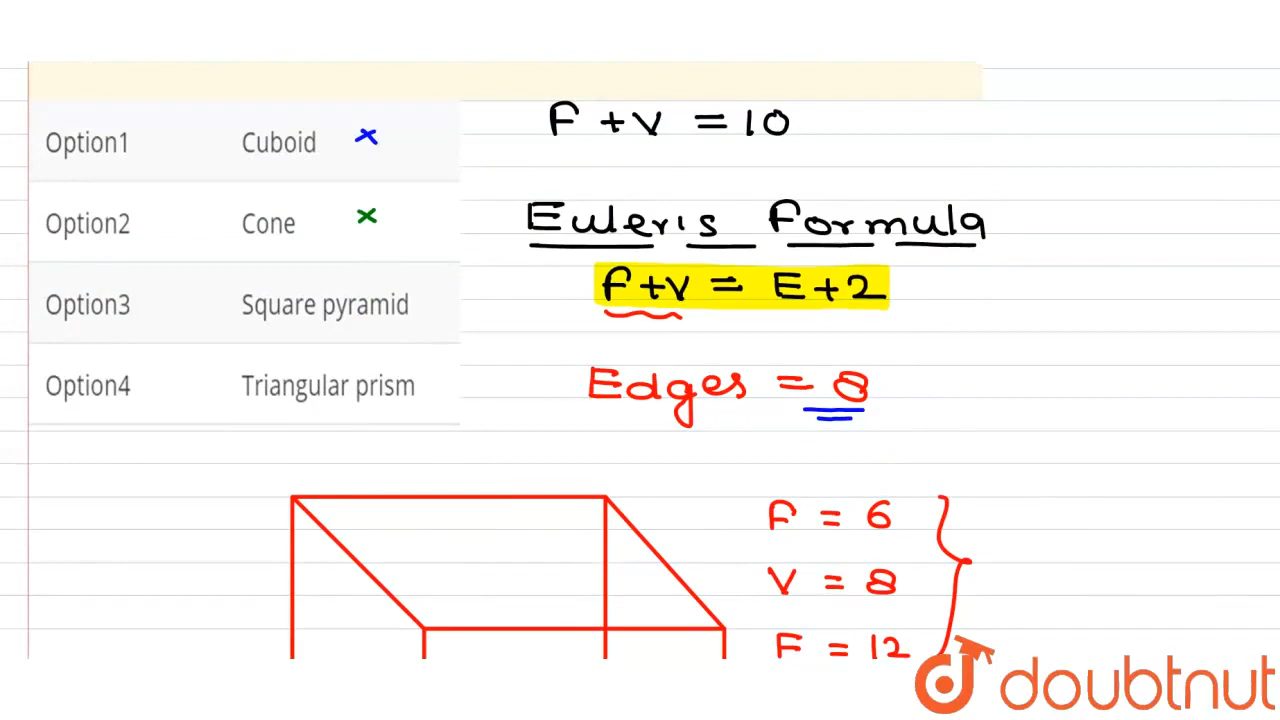 F + V = 10
Option1 Cuboid ×
Euler's Formula
Option2 Cone ×
F+V = E+2
Option3 Square pyramid
Edges = 8
Option4 Triangular prism
F = 6
V = 8
= 12
doubtnut